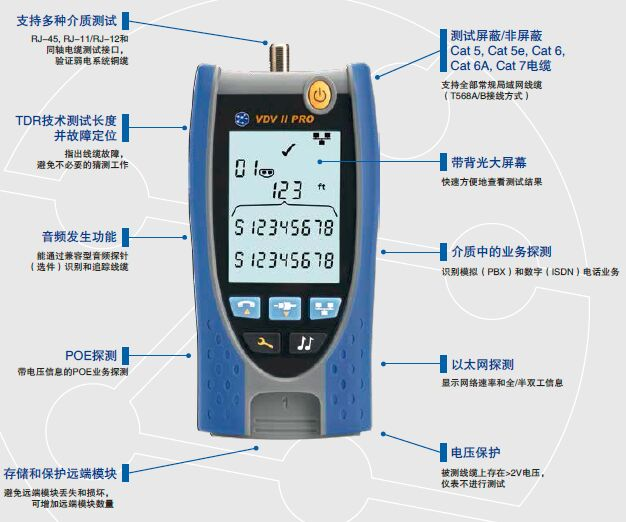 支持多种介质测试
RJ-45, RJ-11/RJ-12和
同轴电缆测试接口，
验证弱电系统铜缆
TDR技术测试长度
并故障定位
指出线缆故障，
避免不必要的猜测工作
音频发生功能
能通过兼容型音频探针
（选件）识别和追踪线缆
POE探测
带电压信息的POE业务探测
存储和保护远端模块
避免远端模块丢失和损坏，
可增加远端模块数量
VDV II PRO
01
123 ft
S12345678
S12345678
1
测试屏蔽/非屏蔽
Cat 5, Cat 5e, Cat 6,
Cat 6A, Cat 7电缆
支持全部常规局域网线缆
（T568A/B接线方式）
带背光大屏幕
快速方便地查看测试结果
介质中的业务探测
识别模拟（PBX）和数字（ISDN）电话业务
以太网探测
显示网络速率和全/半双工信息
电压保护
被测线缆上存在>2V电压，
仪表不进行测试